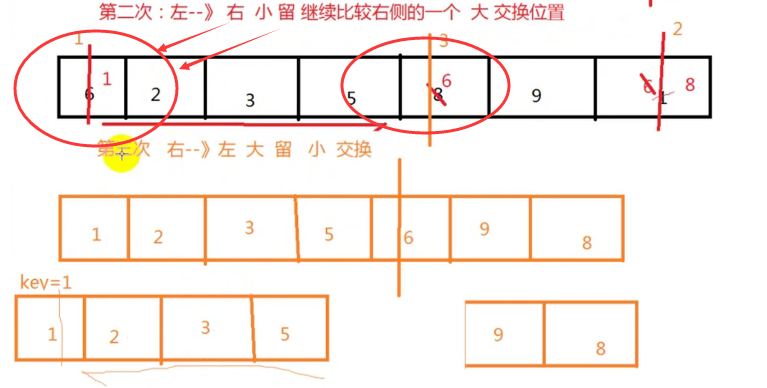 第二次：左--》 右 小 留 继续比较右侧的一个 大 交换位置
1 3 2
6 1 2 3 5 8 6 9 6 1 8
第三次 右--》左 大 留 小 交换
1 2 3 5 6 9 8
key=1
1 2 3 5 9 8